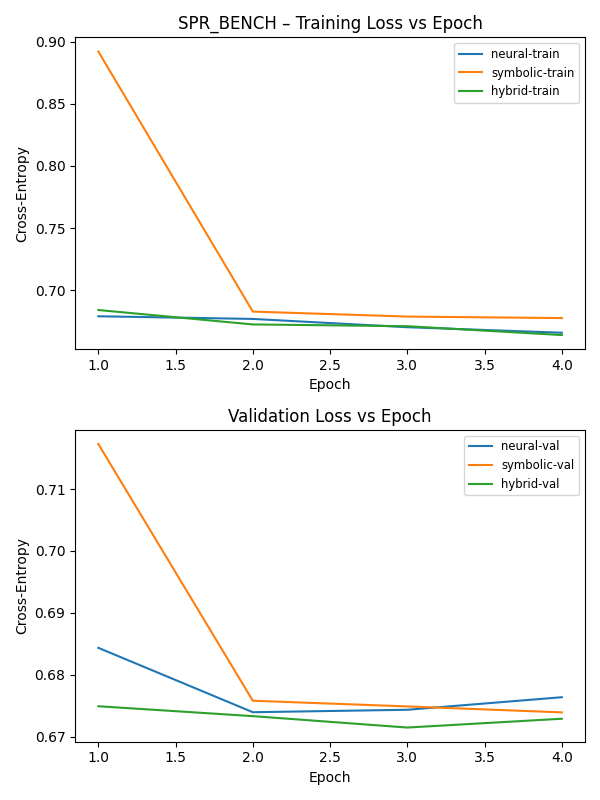 SPR_BENCH – Training Loss vs Epoch
0.90
0.85
0.80
0.75
0.70
Cross-Entropy
neural-train
symbolic-train
hybrid-train
1.0 1.5 2.0 2.5 3.0 3.5 4.0
Epoch
Validation Loss vs Epoch
0.71
0.70
0.69
0.68
0.67
Cross-Entropy
neural-val
symbolic-val
hybrid-val
1.0 1.5 2.0 2.5 3.0 3.5 4.0
Epoch